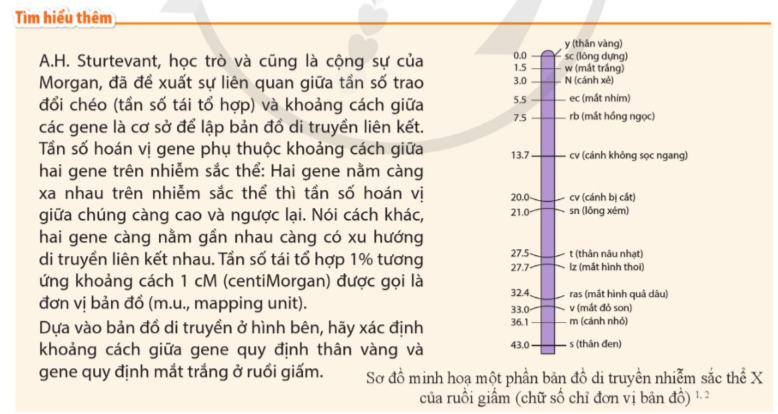 Tìm hiểu thêm
A.H. Sturtevant, học trò và cũng là cộng sự của
Morgan, đã đề xuất sự liên quan giữa tần số trao
đổi chéo (tần số tái tổ hợp) và khoảng cách giữa
các gene là cơ sở để lập bản đồ di truyền liên kết.
Tần số hoán vị gene phụ thuộc khoảng cách giữa
hai gene trên nhiễm sắc thể: Hai gene nằm càng
xa nhau trên nhiễm sắc thể thì tần số hoán vị
giữa chúng càng cao và ngược lại. Nói cách khác,
hai gene càng nằm gần nhau càng có xu hướng
di truyền liên kết nhau. Tần số tái tổ hợp 1% tương
ứng khoảng cách 1 cM (centiMorgan) được gọi là
đơn vị bản đồ (m.u., mapping unit).
Dựa vào bản đồ di truyền ở hình bên, hãy xác định
khoảng cách giữa gene quy định thân vàng và
gene quy định mắt trắng ở ruồi giấm.
y (thân vàng)
0.0 sc (lông dựng)
1.5 w (mắt trắng)
3.0 N (cánh xẻ)
5.5 ec (mắt nhím)
7.5 rb (mắt hồng ngọc)
13.7 cv (cánh không sọc ngang)
20.0 cv (cánh bị cắt)
21.0 sn (lông xém)
27.5 t (thân nâu nhạt)
27.7 lz (mắt hình thoi)
32.4 ras (mắt hình quả dâu)
33.0 v (mắt đỏ son)
36.1 m (cánh nhỏ)
43.0 s (thân đen)
Sơ đồ minh hoạ một phần bản đồ di truyền nhiễm sắc thể X
của ruồi giấm (chữ số chỉ đơn vị bản đồ) 1, 2